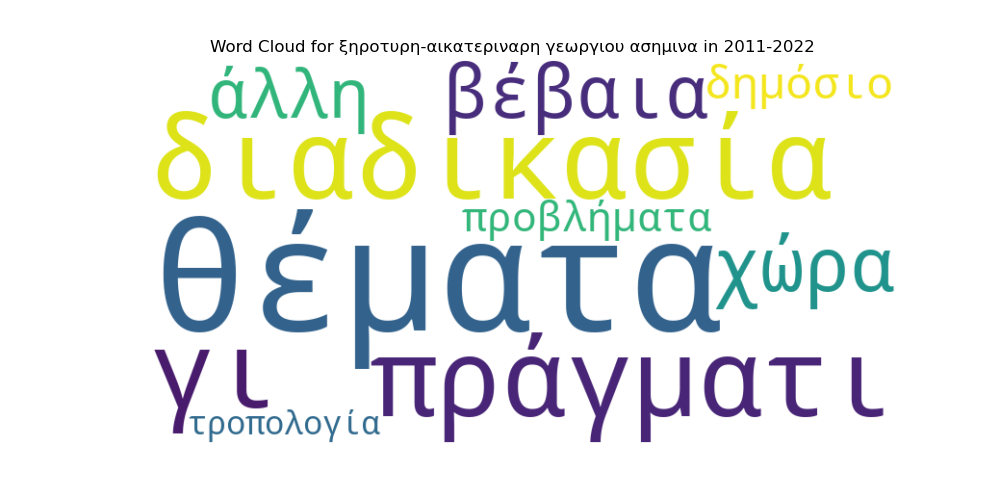 Word Cloud for ξηροτυρη-αικατεριναρη γεωργιου ασημινα in 2011-2022
άλλη βέβαια δημόσιο
διαδικασία
προβλήματα
θέματα χώρα
γι πράγματι
τροπολογία